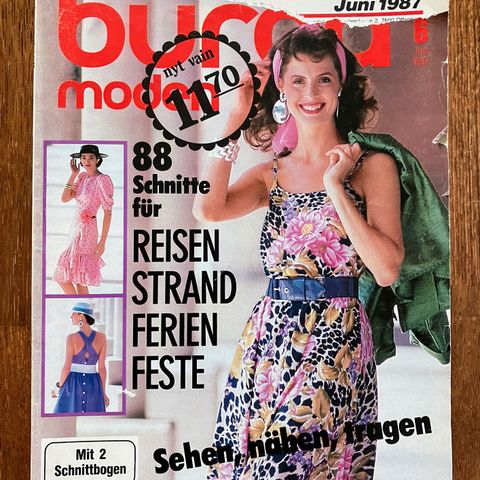 Juni 1987
burda
moden
nyt vain
11.70
6
88
Schnitte
für
REISEN
STRAND
FERIEN
FESTE
Sehen, nähen, tragen
Mit 2
Schnittbogen